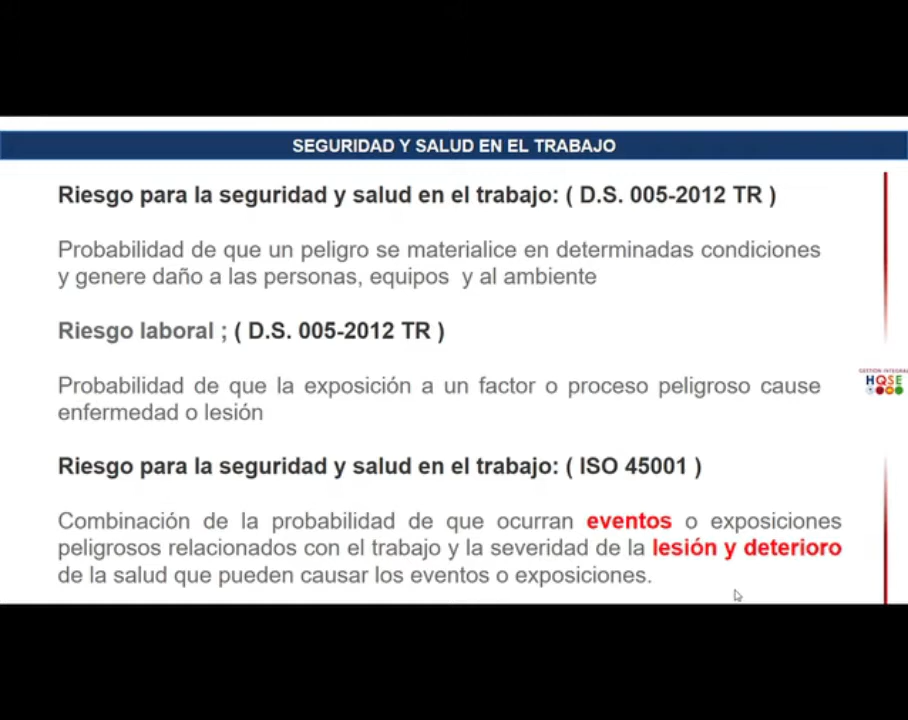 SEGURIDAD Y SALUD EN EL TRABAJO
Riesgo para la seguridad y salud en el trabajo: ( D.S. 005-2012 TR )
Probabilidad de que un peligro se materialice en determinadas condiciones
y genere daño a las personas, equipos y al ambiente
Riesgo laboral ; ( D.S. 005-2012 TR )
Probabilidad de que la exposición a un factor o proceso peligroso cause
enfermedad o lesión
GESTIÓN INTEGRAL
HQSE
Riesgo para la seguridad y salud en el trabajo: ( ISO 45001 )
Combinación de la probabilidad de que ocurran eventos o exposiciones
peligrosos relacionados con el trabajo y la severidad de la lesión y deterioro
de la salud que pueden causar los eventos o exposiciones.